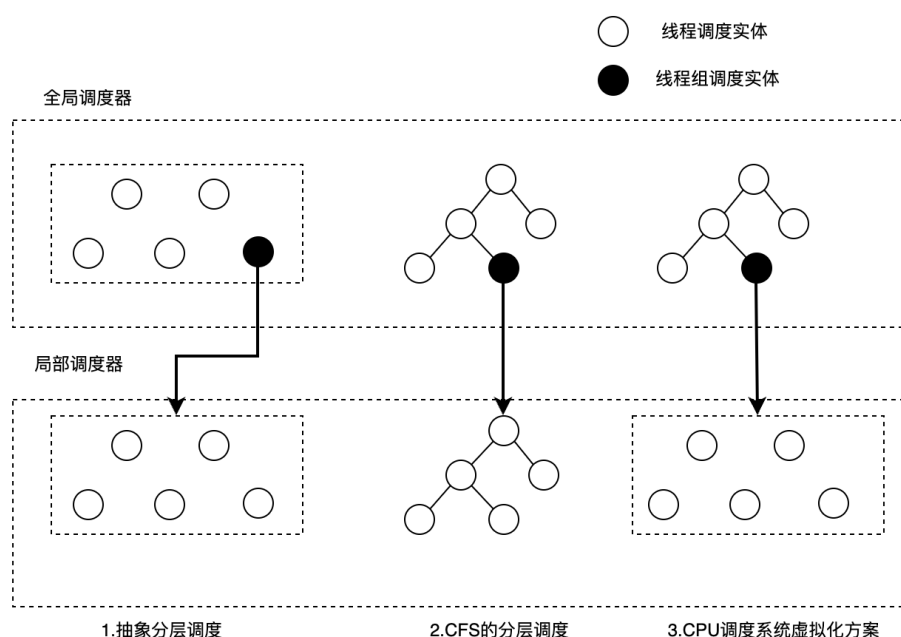 线程调度实体
线程组调度实体
全局调度器
局部调度器
1.抽象分层调度
2.CFS的分层调度
3.CPU调度系统虚拟化方案